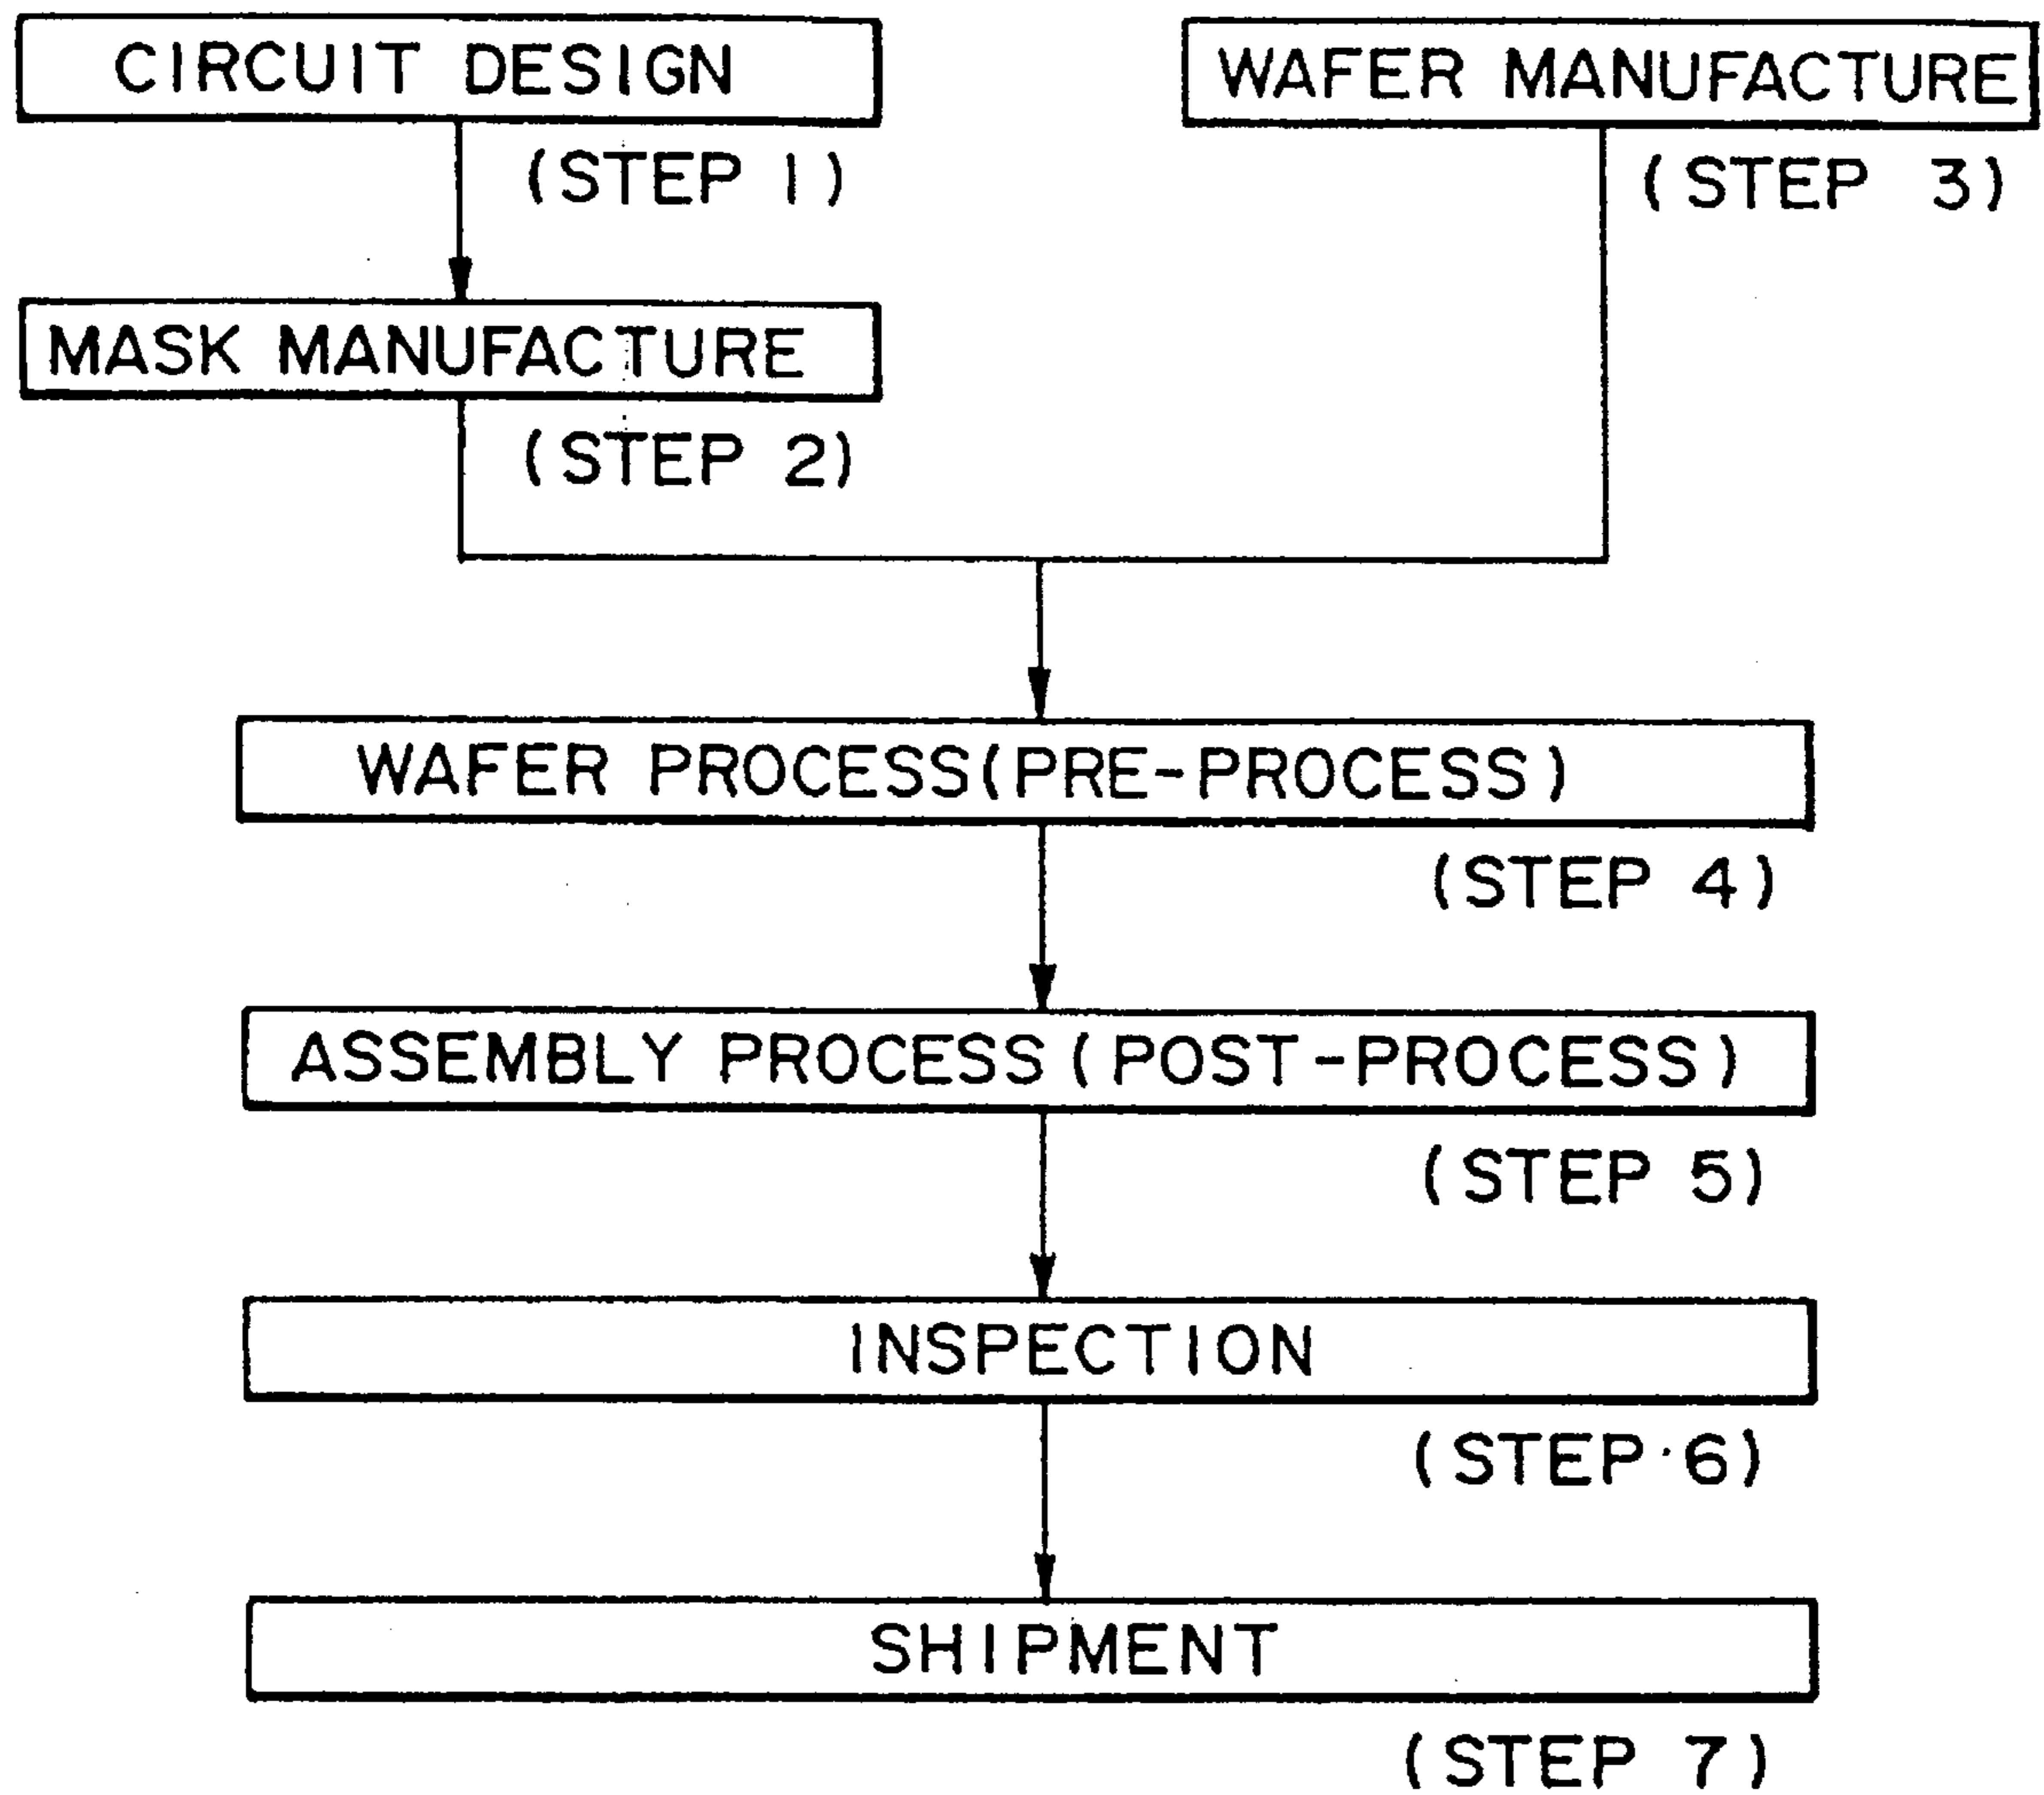 CIRCUIT DESIGN
(STEP 1)
WAFER MANUFACTURE
(STEP 3)
MASK MANUFACTURE
(STEP 2)
WAFER PROCESS(PRE-PROCESS)
(STEP 4)
ASSEMBLY PROCESS(POST-PROCESS)
(STEP 5)
INSPECTION
(STEP 6)
SHIPMENT
(STEP 7)